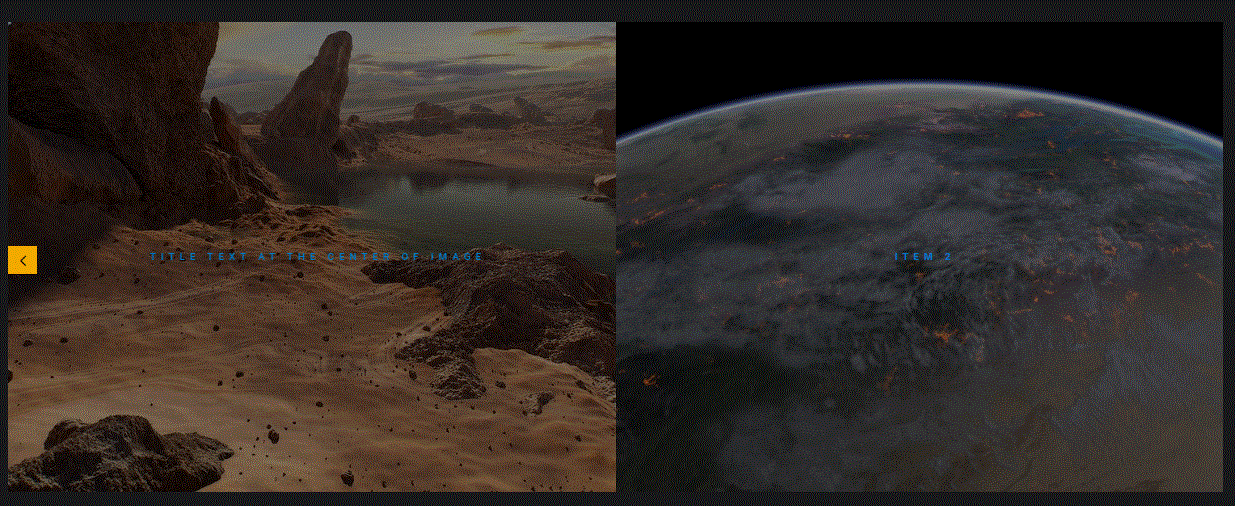 TITLE TEXT AT THE CENTER OF IMAGE
ITEM 2